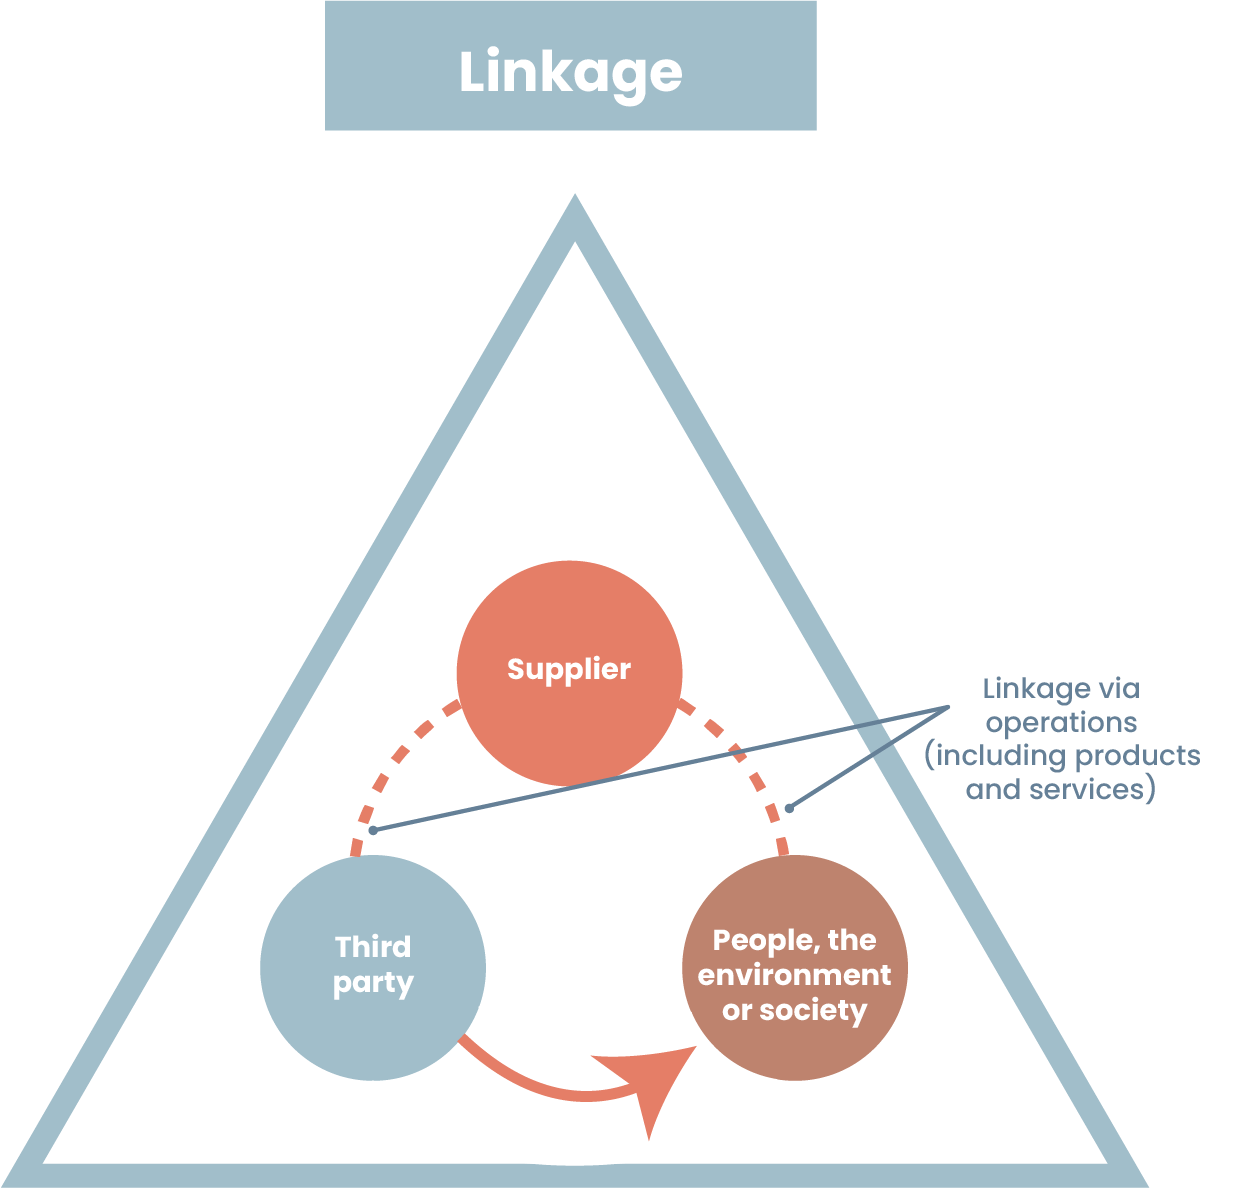 Linkage
Supplier
Linkage via
operations
(including products
and services)
Third
party
People, the
environment
or society